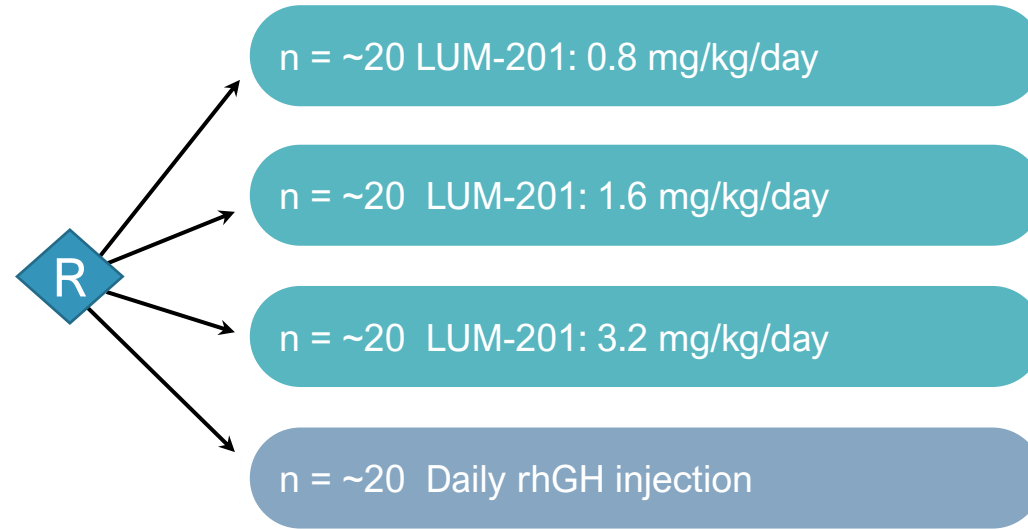 n = ~20 LUM-201: 0.8 mg/kg/day
n = ~20  LUM-201: 1.6 mg/kg/day
R
n = ~20  LUM-201: 3.2 mg/kg/day
n = ~20  Daily rhGH injection